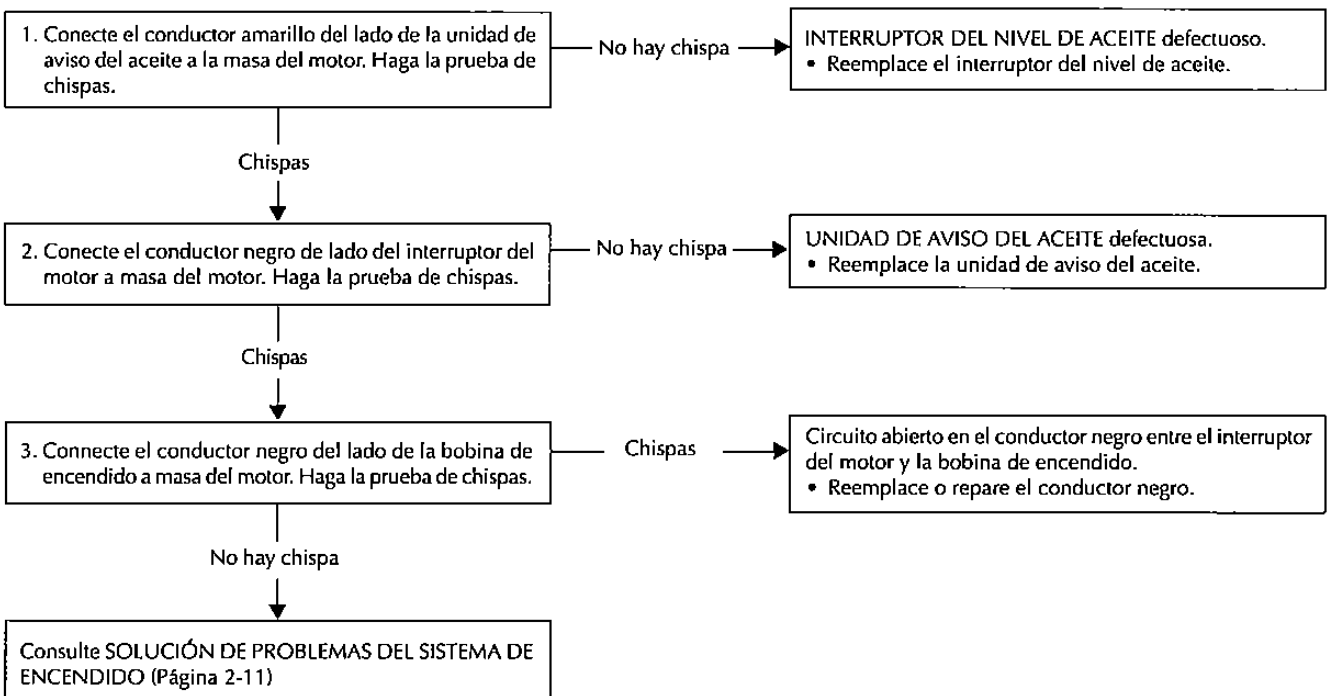 1. Conecte el conductor amarillo del lado de la unidad de
aviso del aceite a la masa del motor. Haga la prueba de
chispas.
No hay chispa
INTERRUPTOR DEL NIVEL DE ACEITE defectuoso.
• Reemplace el interruptor del nivel de aceite.
Chispas
2. Conecte el conductor negro de lado del interruptor del
motor a masa del motor. Haga la prueba de chispas.
No hay chispa
UNIDAD DE AVISO DEL ACEITE defectuosa.
• Reemplace la unidad de aviso del aceite.
Chispas
3. Connecte el conductor negro del lado de la bobina de
encendido a masa del motor. Haga la prueba de chispas.
Chispas
Circuito abierto en el conductor negro entre el interruptor
del motor y la bobina de encendido.
• Reemplace o repare el conductor negro.
No hay chispa
Consulte SOLUCIÓN DE PROBLEMAS DEL SISTEMA DE
ENCENDIDO (Página 2-11)